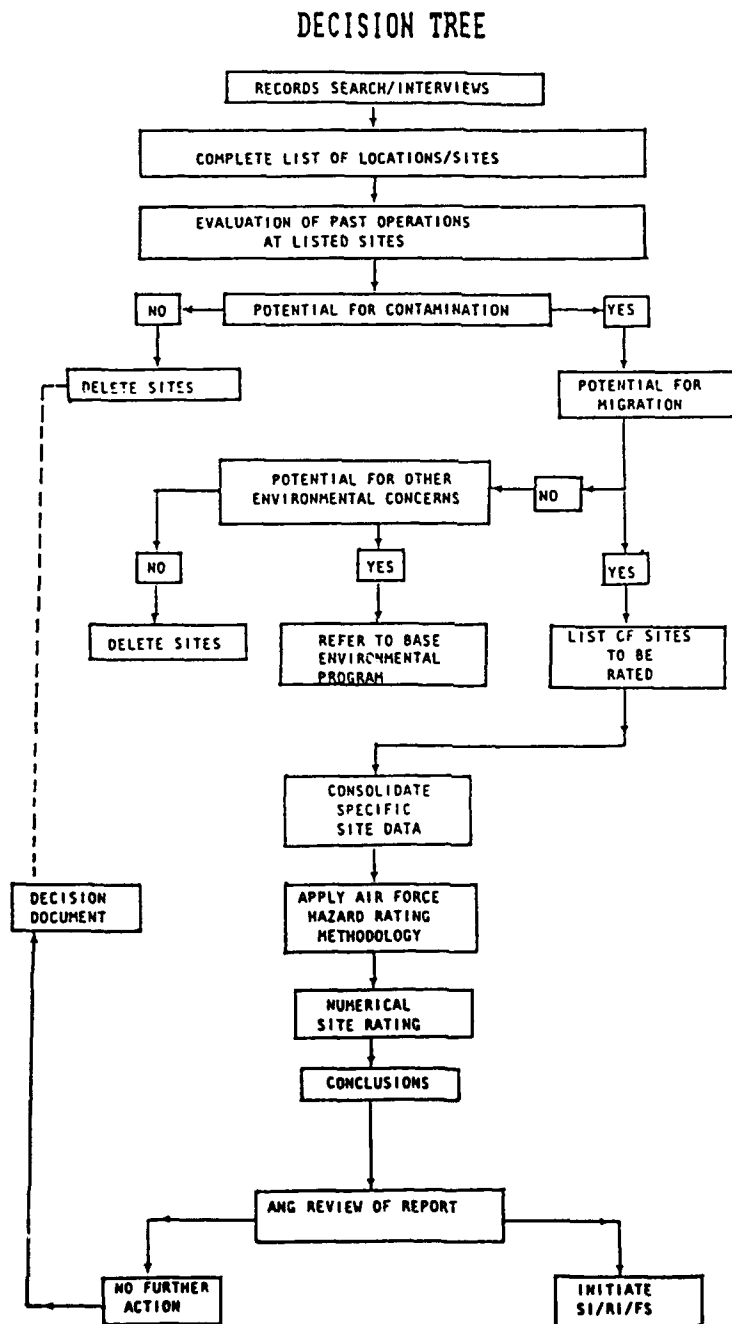 DECISION TREE
RECORDS SEARCH/INTERVIEWS
COMPLETE LIST OF LOCATIONS/SITES
EVALUATION OF PAST OPERATIONS
AT LISTED SITES
NO
POTENTIAL FOR CONTAMINATION
YES
DELETE SITES
POTENTIAL FOR
MIGRATION
POTENTIAL FOR OTHER
ENVIRONMENTAL CONCERNS
NO
NO
YES
YES
DELETE SITES
REFER TO BASE
ENVIRONMENTAL
PROGRAM
LIST OF SITES
TO BE
RATED
CONSOLIDATE
SPECIFIC
SITE DATA
DECISION
DOCUMENT
APPLY AIR FORCE
HAZARD RATING
METHODOLOGY
NUMERICAL
SITE RATING
CONCLUSIONS
ANG REVIEW OF REPORT
NO FURTHER
ACTION
INITIATE
SI/RI/FS